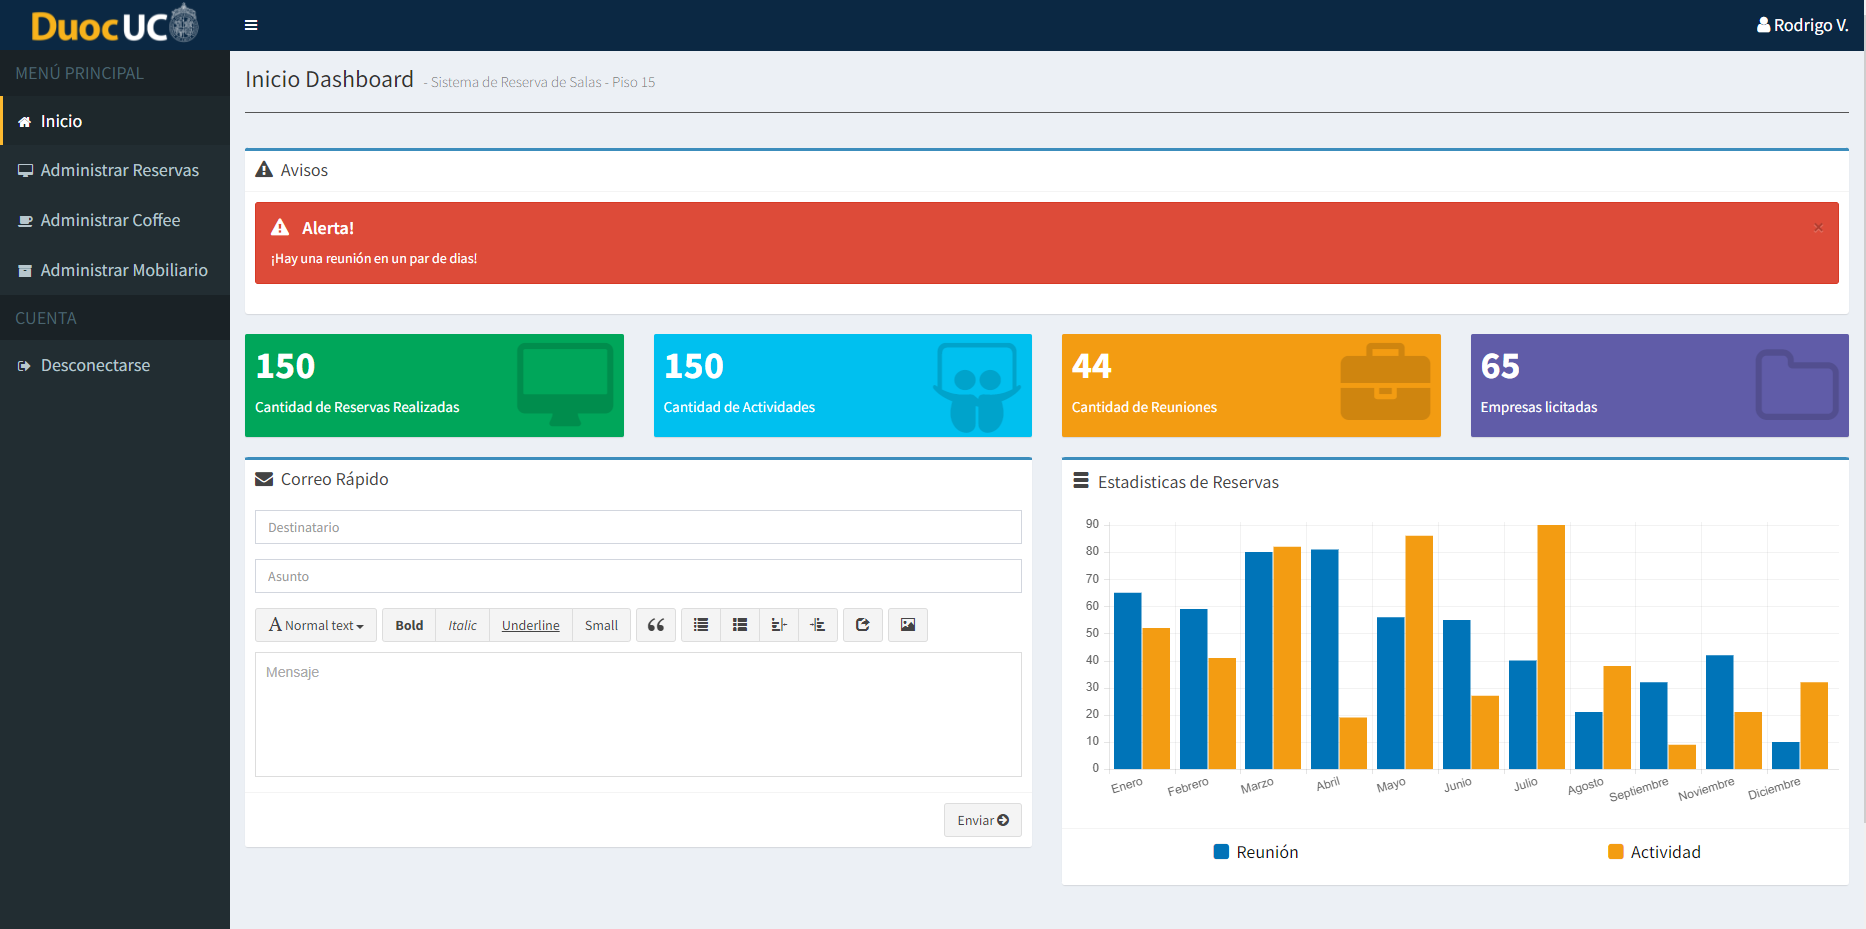 Duoc UC
Rodrigo V.
MENÚ PRINCIPAL
Inicio
Administrar Reservas
Administrar Coffee
Administrar Mobiliario
CUENTA
Desconectarse
Inicio Dashboard - Sistema de Reserva de Salas - Piso 15
Avisos
Alerta!
×
¡Hay una reunión en un par de dias!
150
Cantidad de Reservas Realizadas
150
Cantidad de Actividades
44
Cantidad de Reuniones
65
Empresas licitadas
Correo Rápido
Destinatario
Asunto
Normal text
Bold
Italic
Underline
Small
Mensaje
Enviar
Estadisticas de Reservas
90
80
70
60
50
40
30
20
10
0
Enero
Febrero
Marzo
Abril
Mayo
Junio
Julio
Agosto
Septiembre
Noviembre
Diciembre
Reunión
Actividad